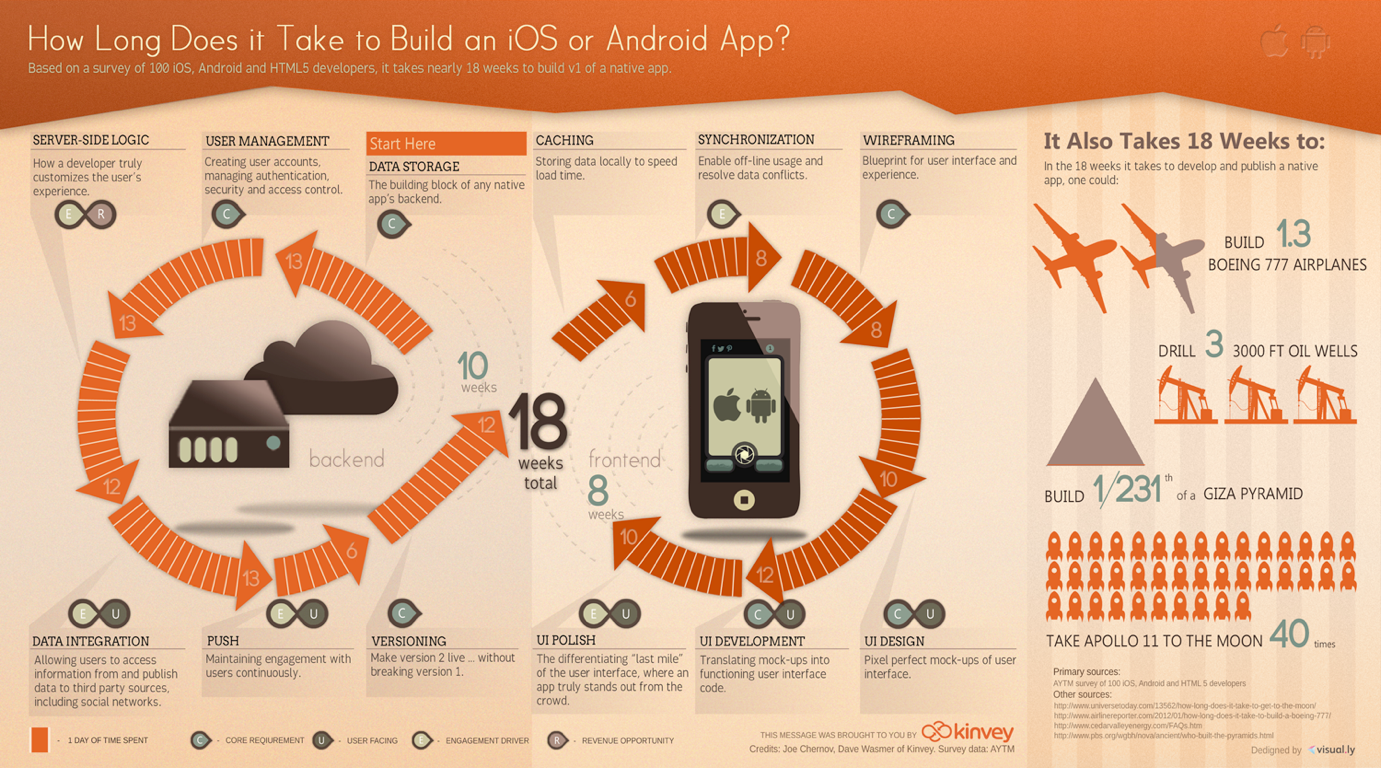 How Long Does it Take to Build an iOS or Android App?
Based on a survey of 100 iOS, Android and HTML5 developers, it takes nearly 18 weeks to build v1 of a native app.
SERVER-SIDE LOGIC
How a developer truly
customizes the user's
experience.
E R
USER MANAGEMENT
Creating user accounts,
managing authentication,
security and access control.
C
Start Here
DATA STORAGE
The building block of any native
app's backend.
C
CACHING
Storing data locally to speed
load time.
SYNCHRONIZATION
Enable off-line usage and
resolve data conflicts.
E
WIREFRAMING
Blueprint for user interface and
experience.
C
13
13
12
13
6
12
backend
10
weeks
18
weeks
total
frontend
8
weeks
6
8
8
10
12
10
E U
DATA INTEGRATION
Allowing users to access
information from and publish
data to third party sources,
including social networks.
E U
PUSH
Maintaining engagement with
users continuously.
C
VERSIONING
Make version 2 live ... without
breaking version 1.
E U
UI POLISH
The differentiating "last mile"
of the user interface, where an
app truly stands out from the
crowd.
C U
UI DEVELOPMENT
Translating mock-ups into
functioning user interface
code.
C U
UI DESIGN
Pixel perfect mock-ups of user
interface.
- 1 DAY OF TIME SPENT
C - CORE REQIUREMENT
U - USER FACING
E - ENGAGEMENT DRIVER
R - REVENUE OPPORTUNITY
THIS MESSAGE WAS BROUGHT TO YOU BY kinvey
Credits: Joe Chernov, Dave Wasmer of Kinvey. Survey data: AYTM
It Also Takes 18 Weeks to:
In the 18 weeks it takes to develop and publish a native
app, one could:
BUILD 1.3
BOEING 777 AIRPLANES
DRILL 3 3000 FT OIL WELLS
BUILD 1/231th of a GIZA PYRAMID
TAKE APOLLO 11 TO THE MOON 40 times
Primary sources:
AYTM survey of 100 iOS, Android and HTML 5 developers
Other sources:
http://www.universetoday.com/13562/how-long-does-it-take-to-get-to-the-moon/
http://www.airlinereporter.com/2012/01/how-long-does-it-take-to-build-a-boeing-777/
http://www.cedarvalleyenergy.com/FAQs.htm
http://www.pbs.org/wgbh/nova/ancient/who-built-the-pyramids.html
Dedigned by visual.ly